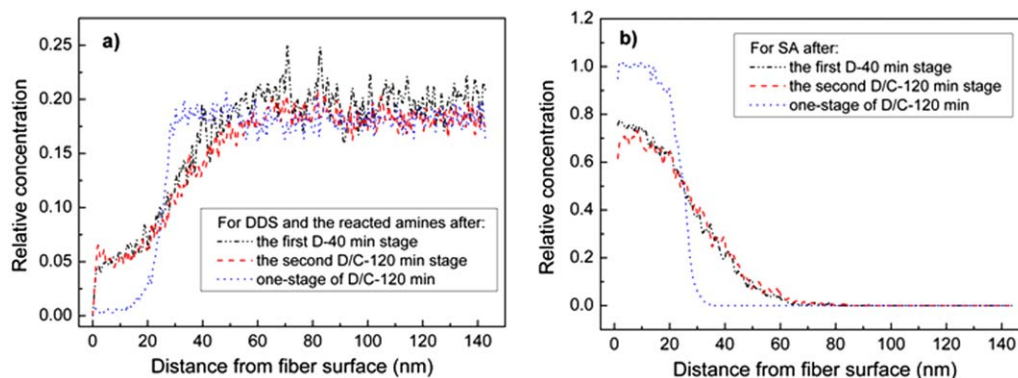 a)
Relative concentration
0.25
0.20
0.15
0.10
0.05
0.00
For DDS and the reacted amines after:
the first D-40 min stage
the second D/C-120 min stage
one-stage of D/C-120 min
0 20 40 60 80 100 120 140
Distance from fiber surface (nm)
b)
Relative concentration
1.2
1.0
0.8
0.6
0.4
0.2
0.0
For SA after:
the first D-40 min stage
the second D/C-120 min stage
one-stage of D/C-120 min
0 20 40 60 80 100 120 140
Distance from fiber surface (nm)